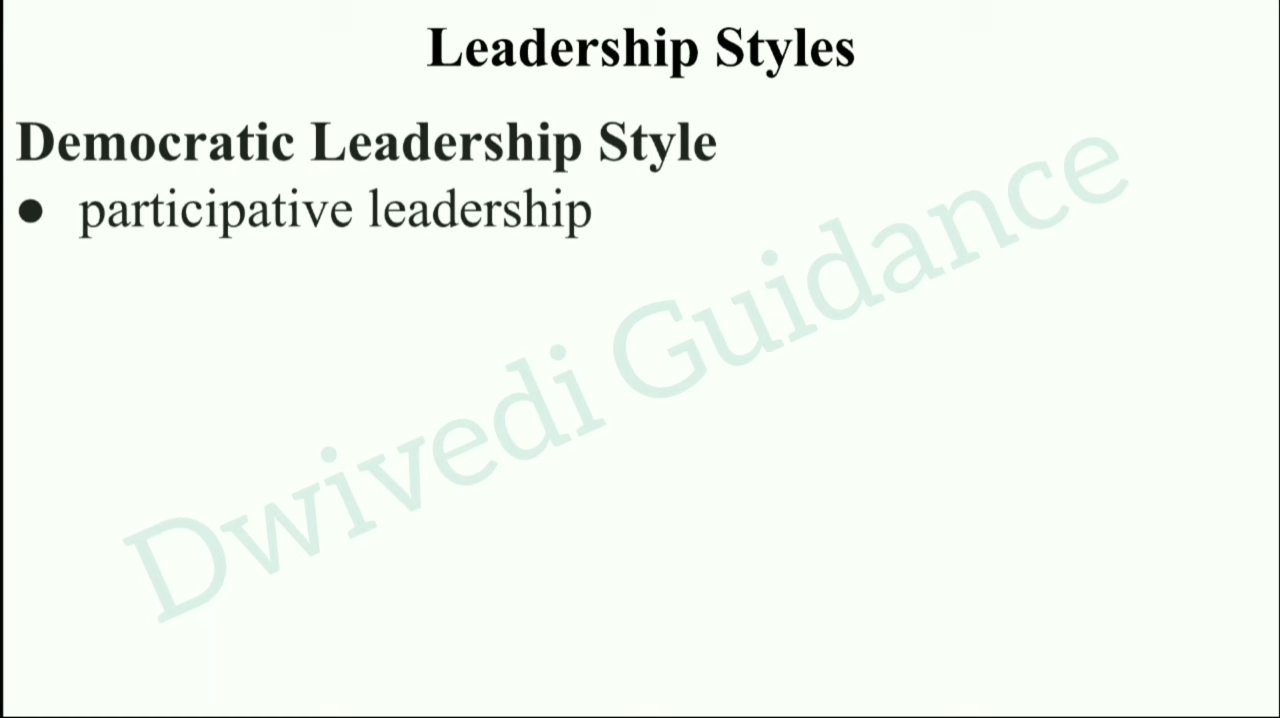 Leadership Styles
Democratic Leadership Style
● participative leadership
Dwivedi Guidance